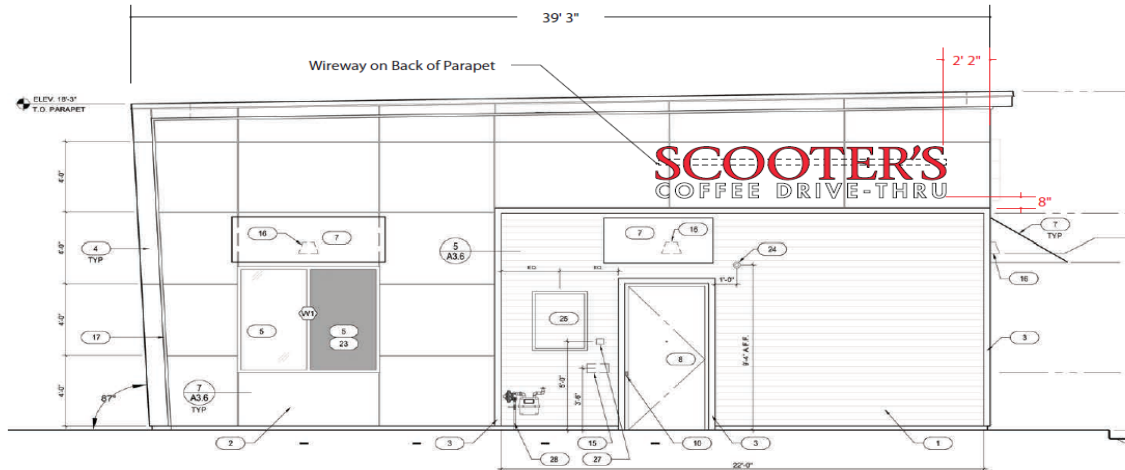 39' 3"
Wireway on Back of Parapet
2' 2"
ELEV. 18'-3"
T.O. PARAPET
SCOOTER'S
COFFEE DRIVE-THRU
8"
4'-0"
4'-0"
4'-0"
4'-0"
16
7
7
16
24
7
TYP
4
TYP
5
A3.6
16
EQ.
EQ.
1'-0"
17
5
W1
5
23
25
8
3
9'-4" A.F.F.
5'-0"
3'-6"
87°
7
A3.6
TYP
2
3
15
10
3
1
28
27
22'-0"